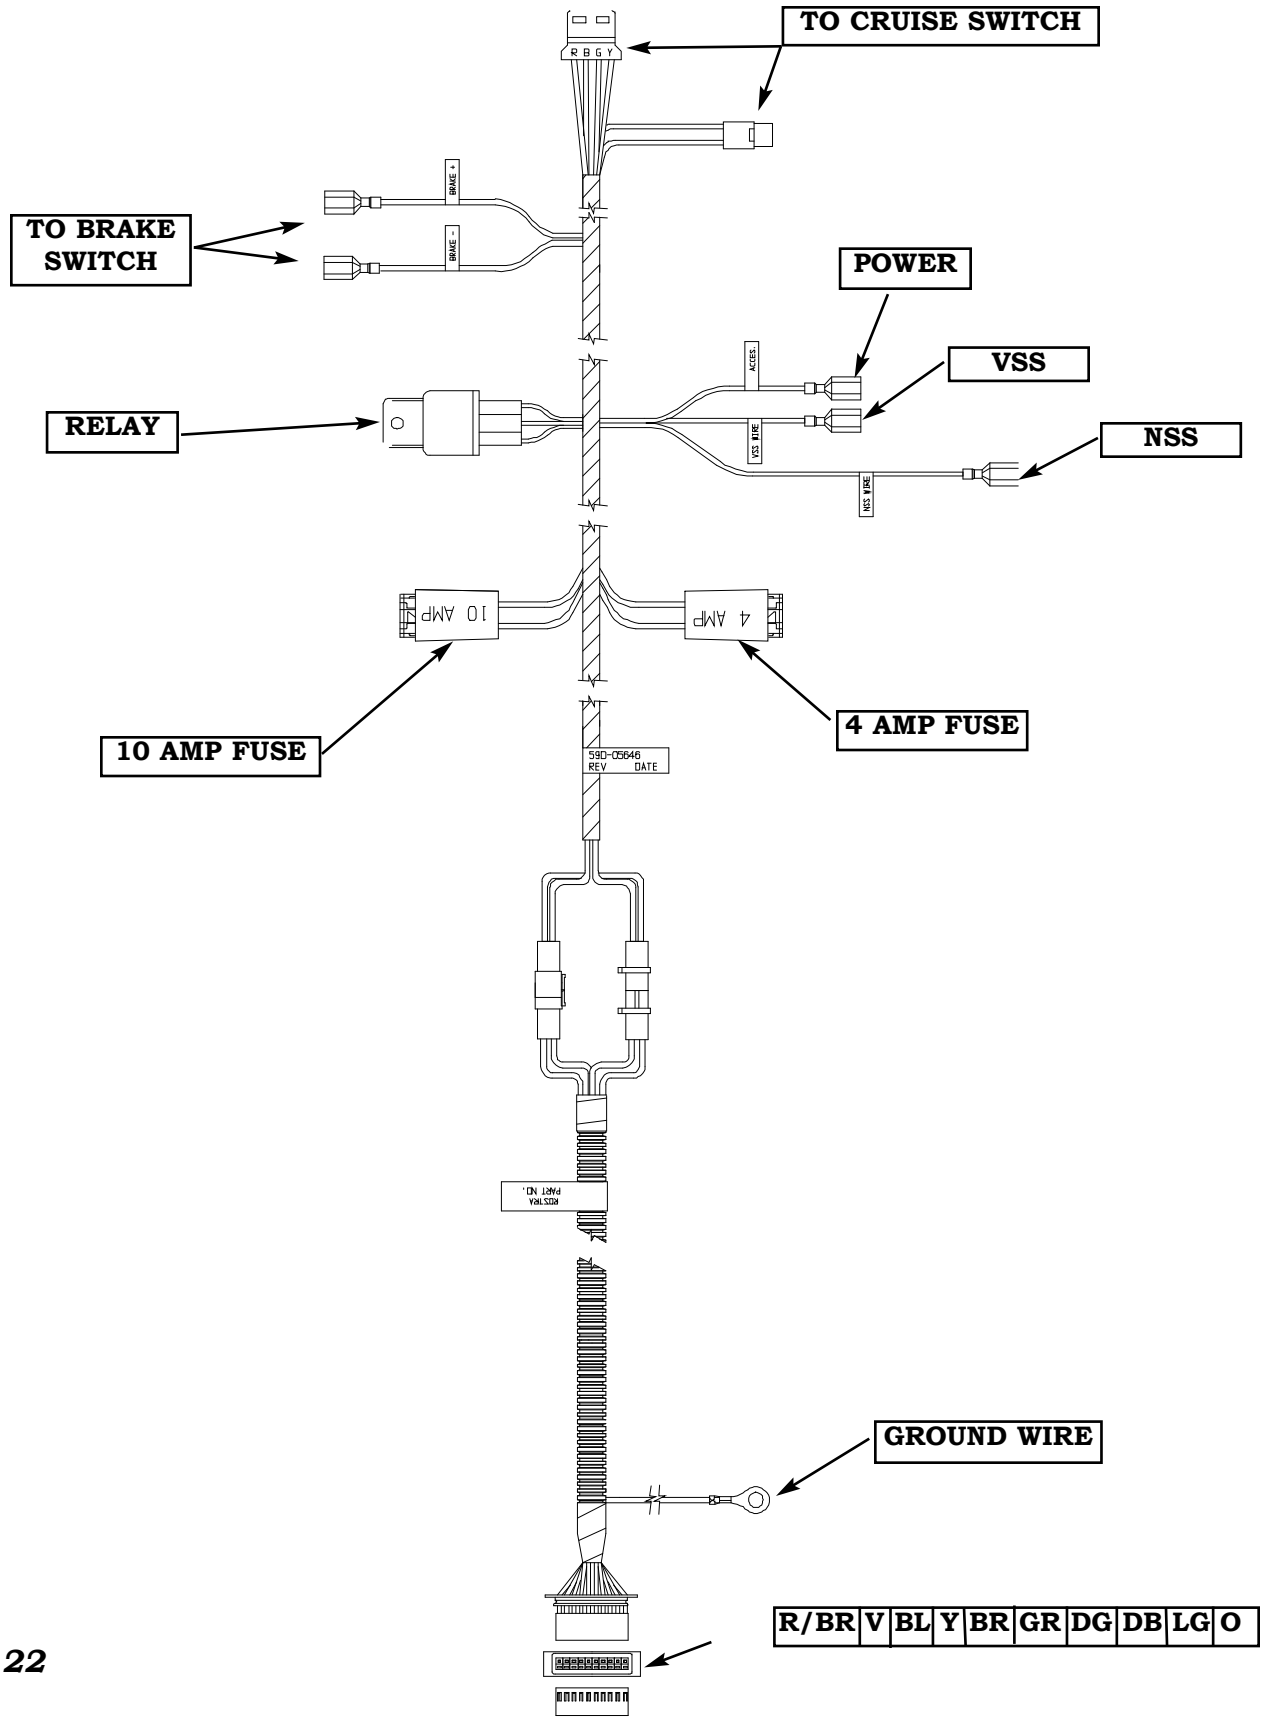 TO CRUISE SWITCH
R B G Y
BRAKE +
TO BRAKE
SWITCH
BRAKE -
POWER
ACCES.
VSS
RELAY
VSS WIRE
NSS
NSS WIRE
10 AMP
4 AMP
10 AMP FUSE
4 AMP FUSE
59D-05646
REV DATE
ROSTRA
PART NO.
GROUND WIRE
R/BR V BL Y BR GR DG DB LG O
22